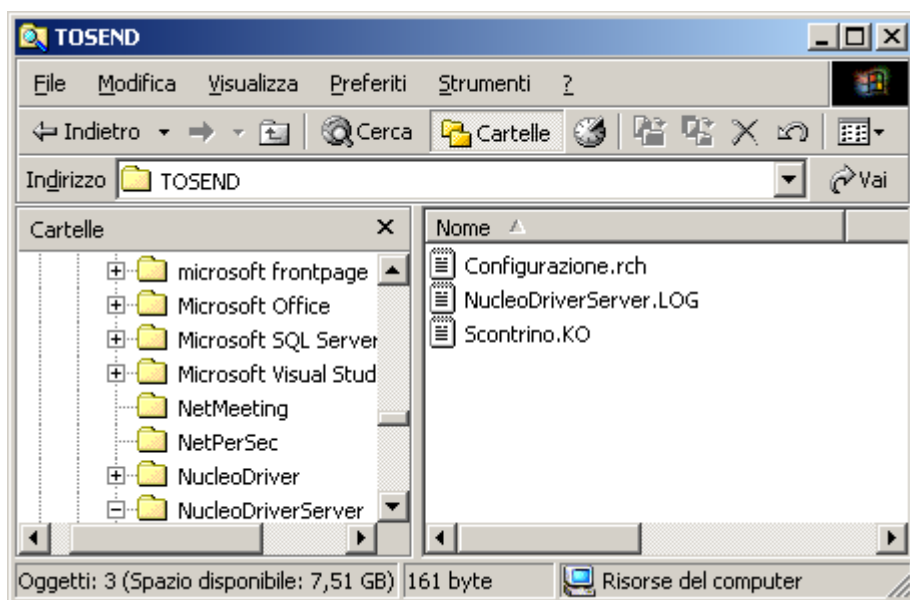 TOSEND
File Modifica Visualizza Preferiti Strumenti ?
Indietro Cerca Cartelle
Indirizzo TOSEND Vai
Cartelle
microsoft frontpage
Microsoft Office
Microsoft SQL Server
Microsoft Visual Stud
NetMeeting
NetPerSec
NucleoDriver
NucleoDriverServer
Nome
Configurazione.rch
NucleoDriverServer.LOG
Scontrino.KO
Oggetti: 3 (Spazio disponibile: 7,51 GB) 161 byte Risorse del computer